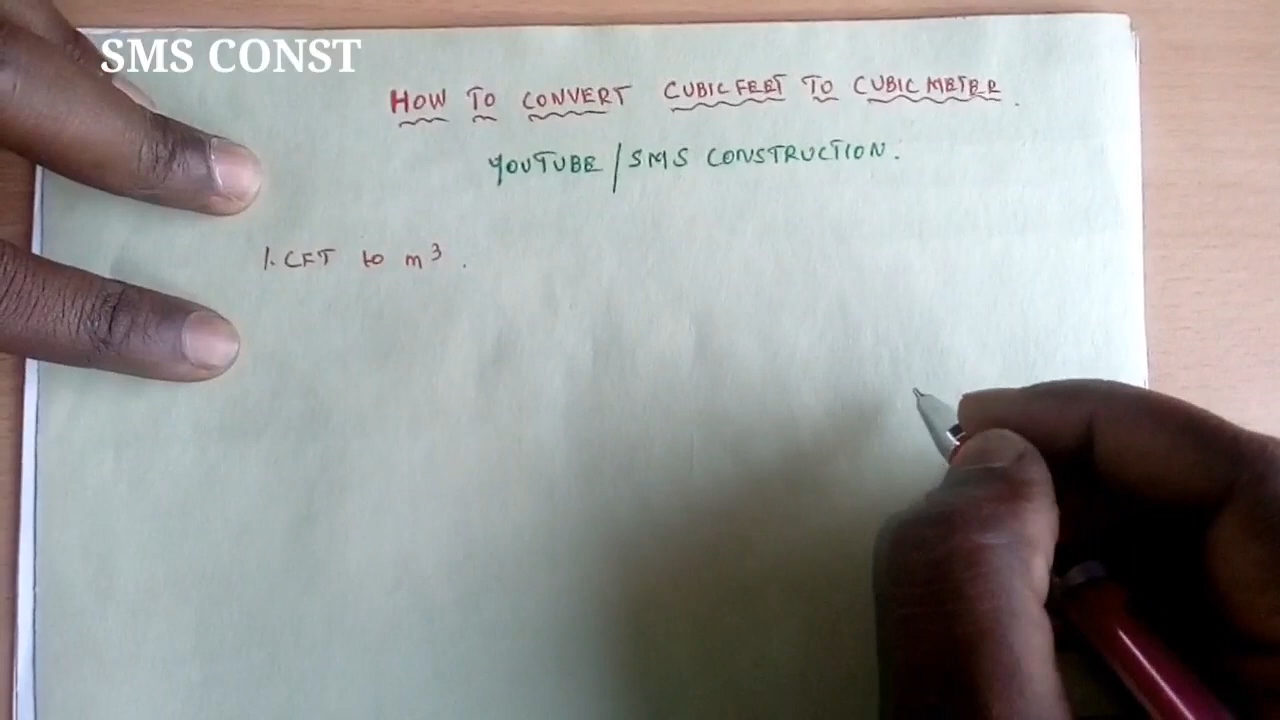 SMS CONST
HOW TO CONVERT CUBIC FEET TO CUBIC METER.
YOUTUBE / SMS CONSTRUCTION.
1. CFT to m³.